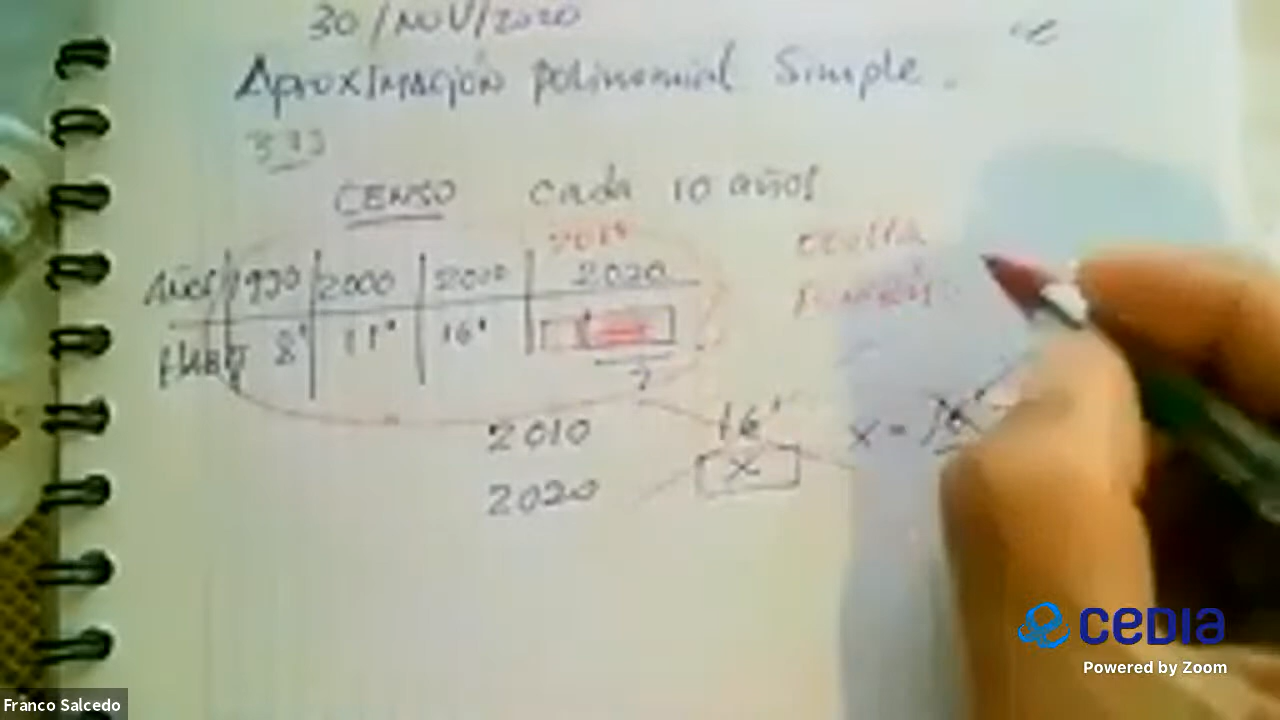 30/NOV/2020
Aproximación Polinomial Simple.
CENSO cada 10 años
Años 1990 2000 2010 2020
HABIT 8' 11' 16'
?
2010 16'
2020 X
X = 16'
cedia
Powered by Zoom
Franco Salcedo